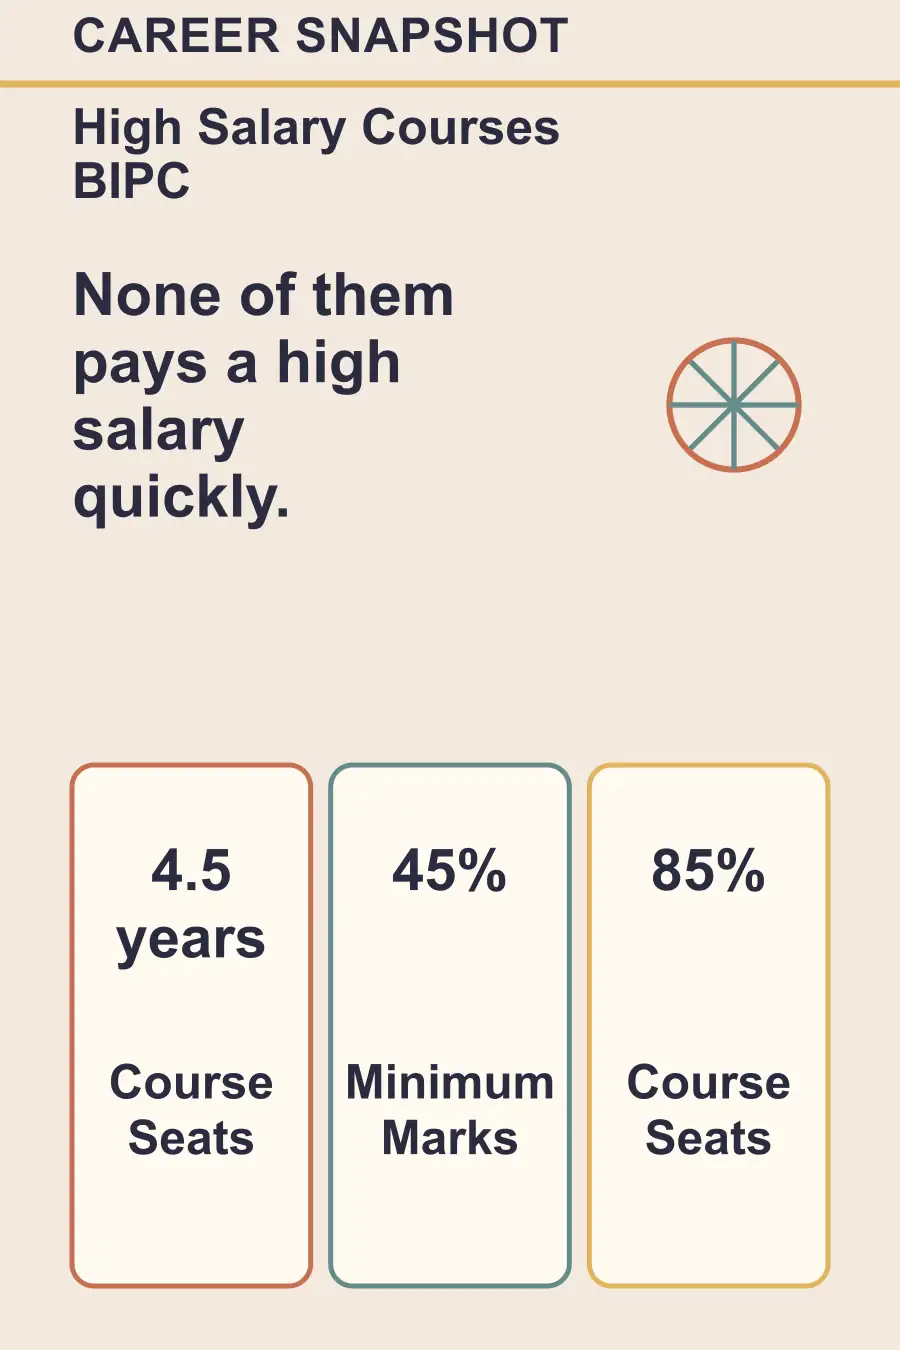 CAREER SNAPSHOT
High Salary Courses
BIPC
None of them
pays a high
salary
quickly.
4.5
years
Course
Seats
45%
Minimum
Marks
85%
Course
Seats